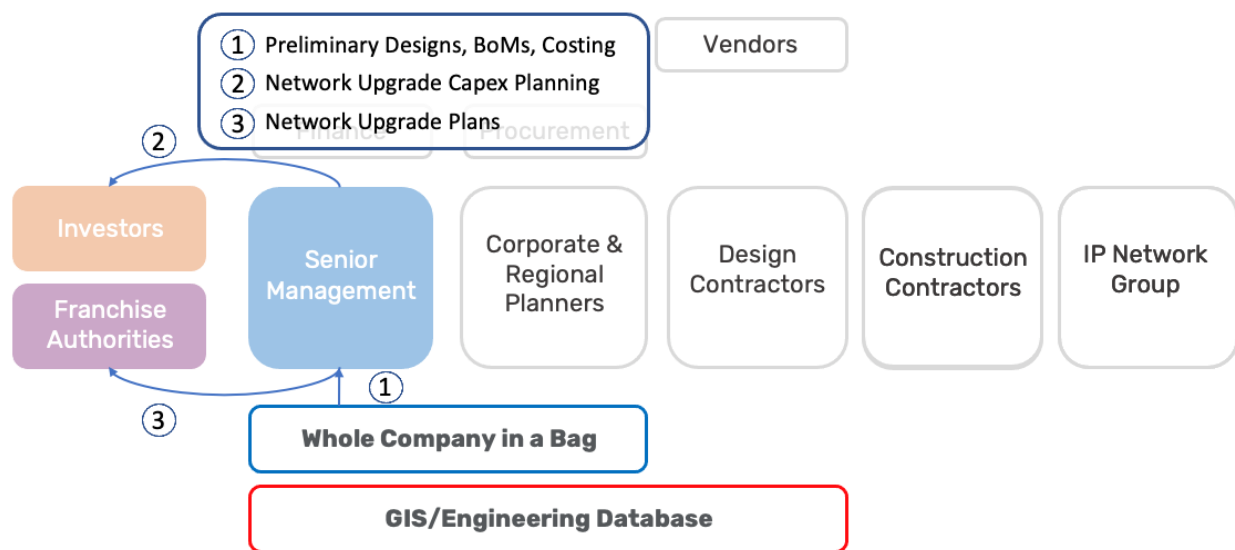 ① Preliminary Designs, BoMs, Costing
② Network Upgrade Capex Planning
③ Network Upgrade Plans
Vendors
Finance
Procurement
②
Investors
Franchise
Authorities
Senior
Management
Corporate &
Regional
Planners
Design
Contractors
Construction
Contractors
IP Network
Group
①
③
Whole Company in a Bag
GIS/Engineering Database